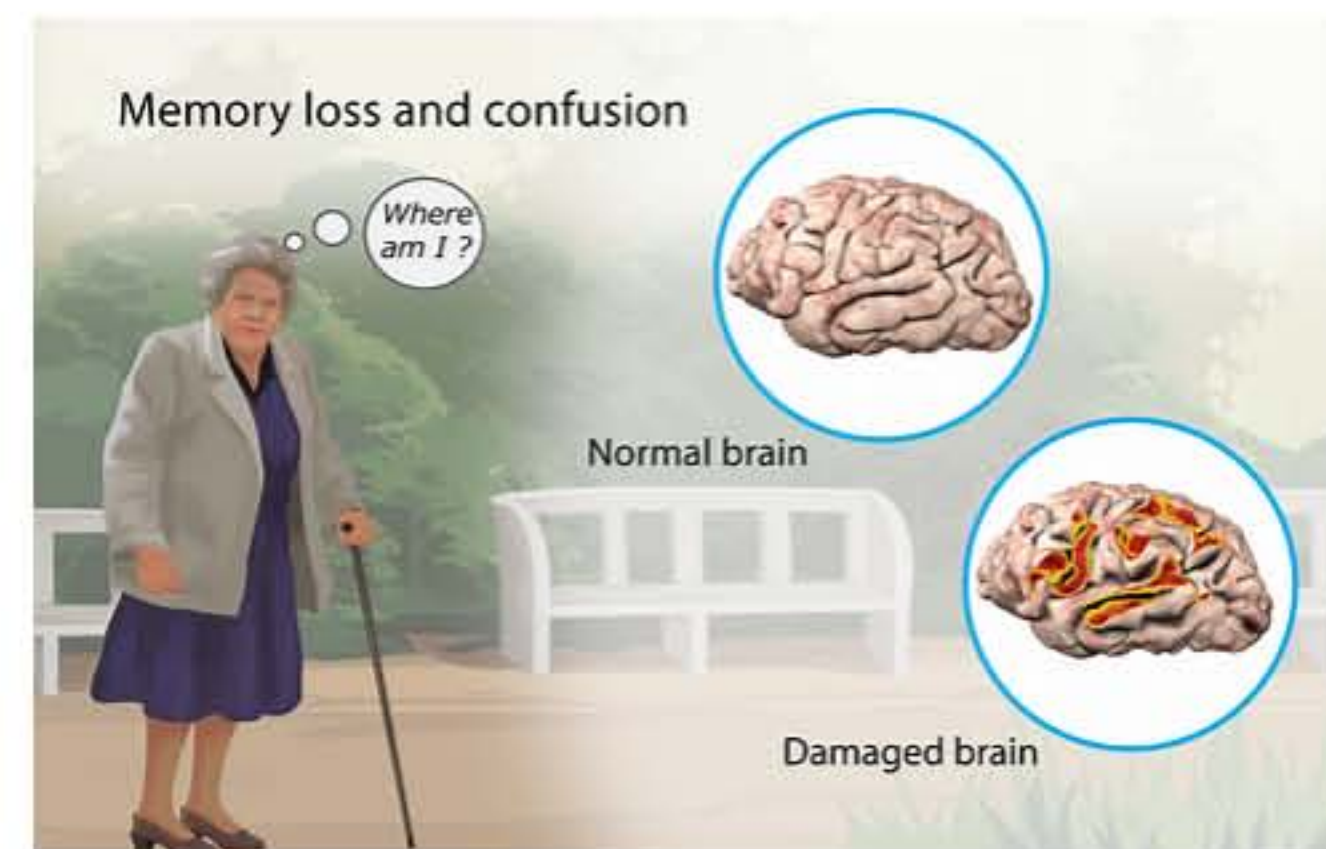 Memory loss and confusion
Where
am I ?
Normal brain
Damaged brain